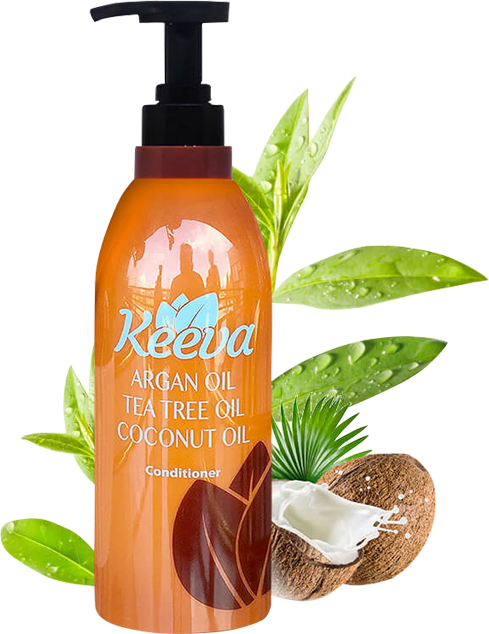 Keeva
ARGAN OIL
TEA TREE OIL
COCONUT OIL
Conditioner